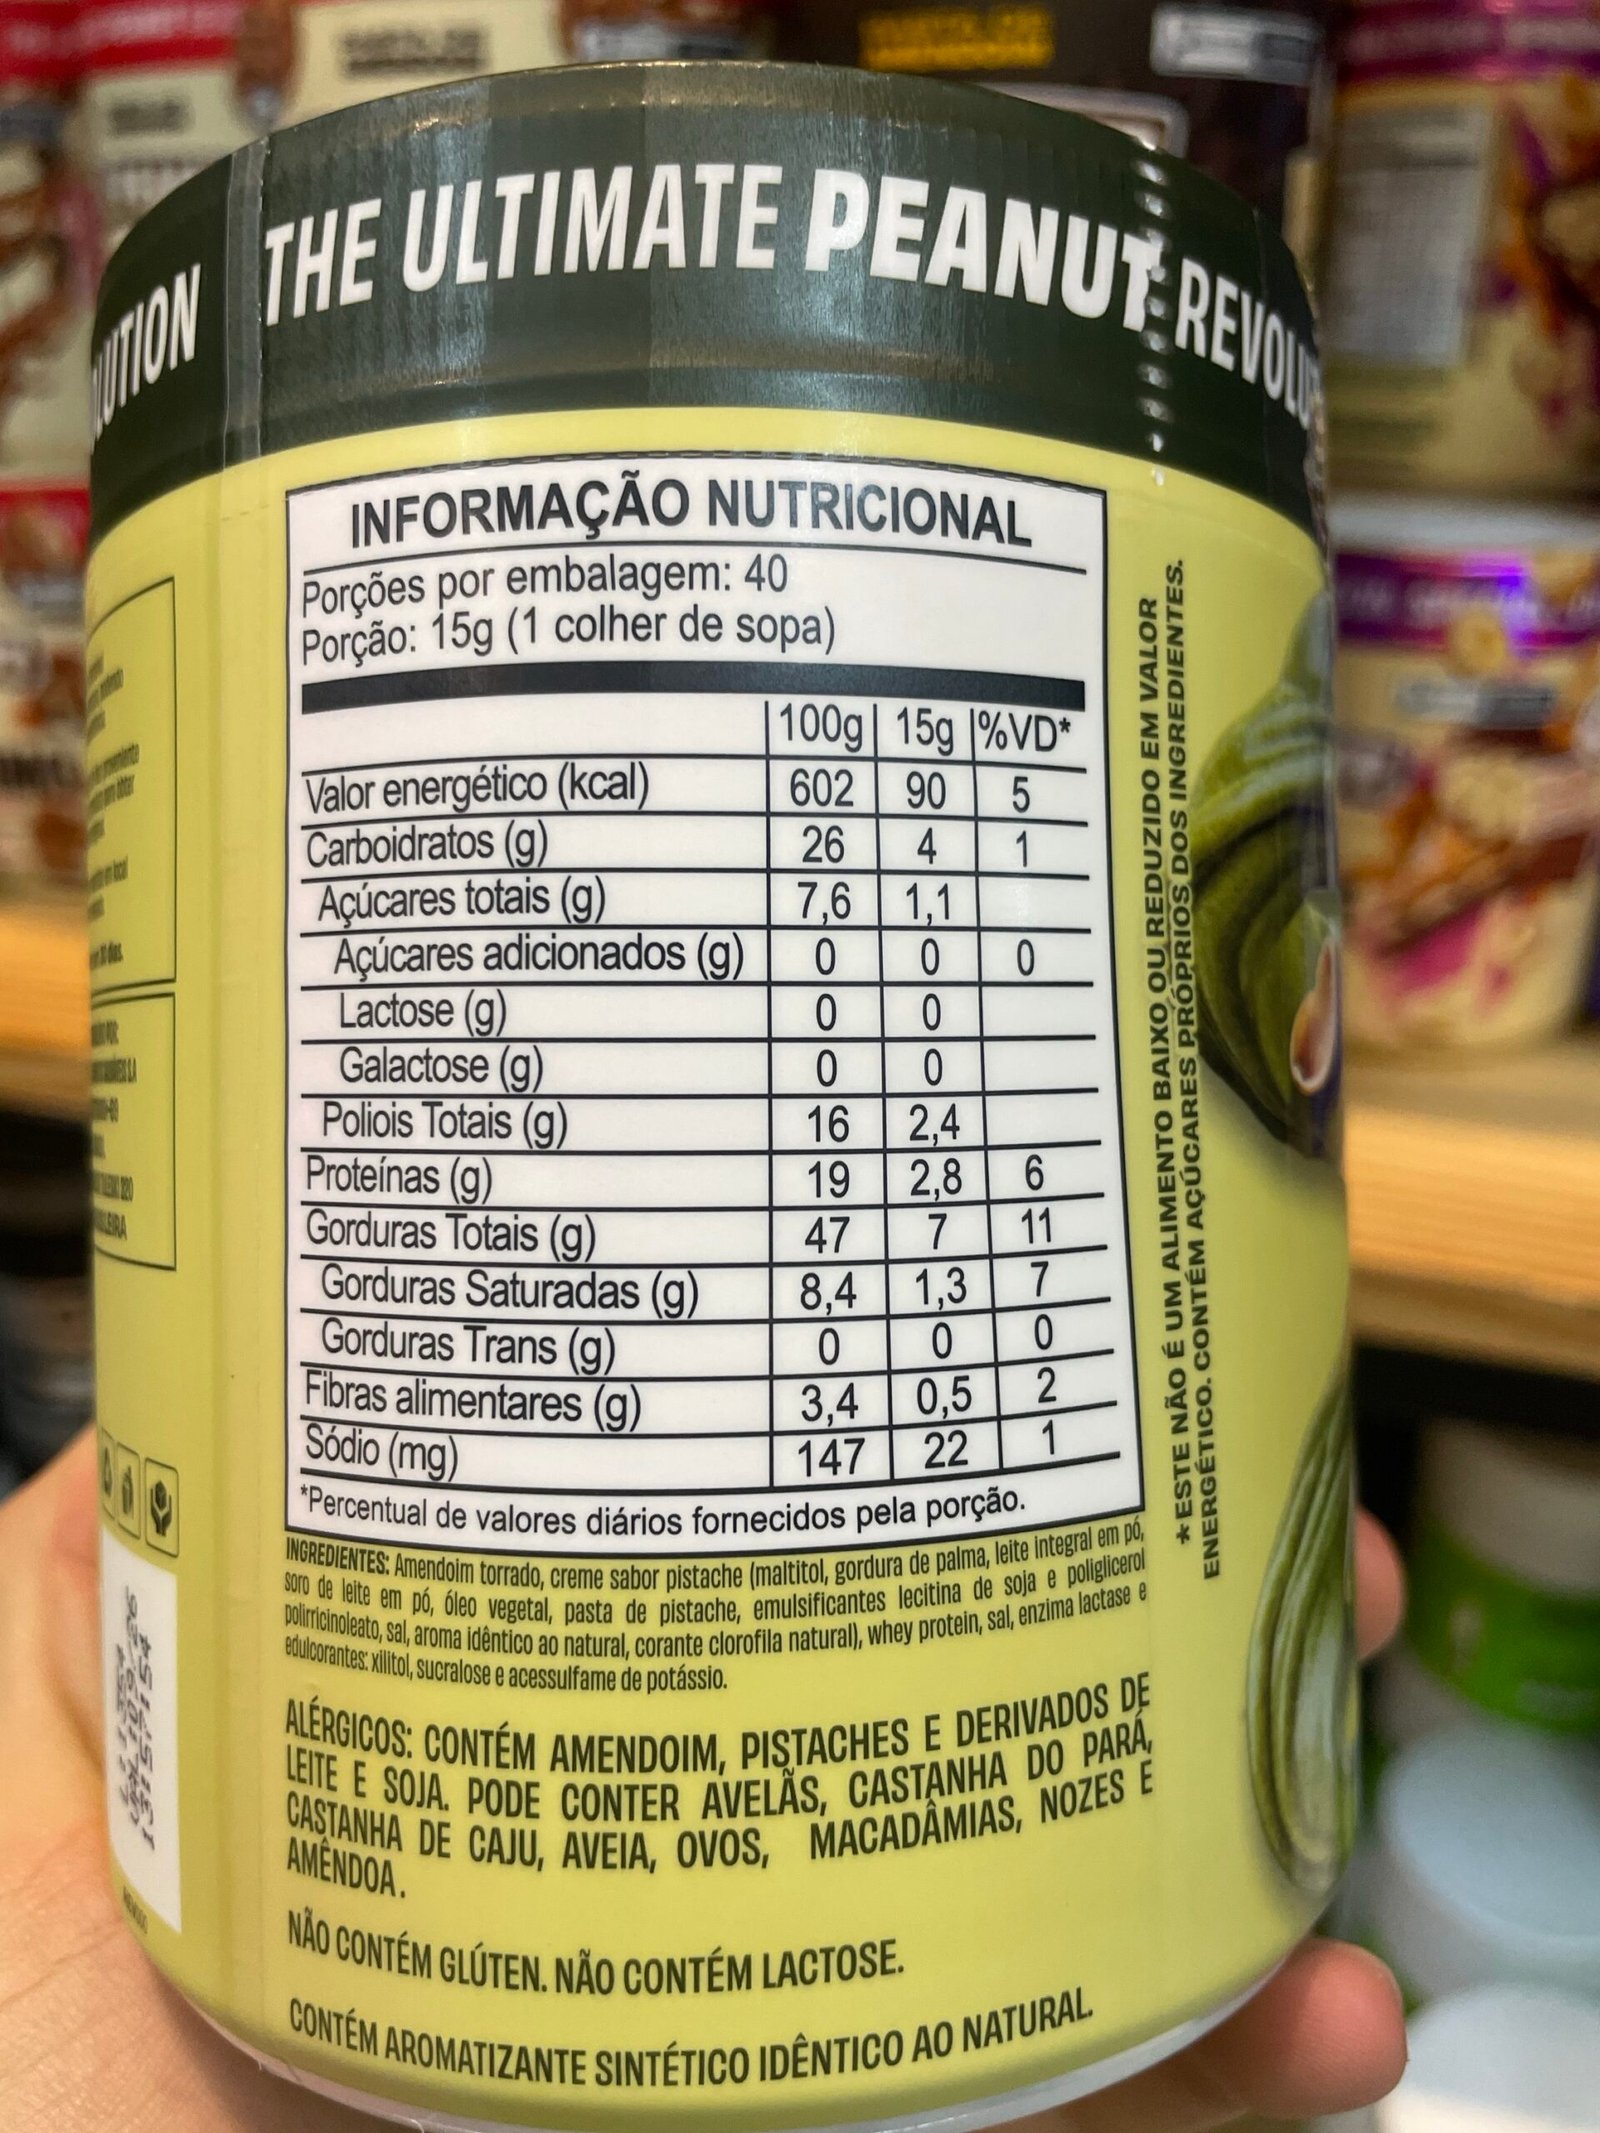 THE ULTIMATE PEANUT REVOLU
LUTION
INFORMAÇÃO NUTRICIONAL
Porções por embalagem: 40
Porção: 15g (1 colher de sopa)
100g 15g %VD*
Valor energético (kcal) 602 90 5
Carboidratos (g) 26 4 1
Açúcares totais (g) 7,6 1,1
Açúcares adicionados (g) 0 0 0
Lactose (g) 0 0
Galactose (g) 0 0
Poliois Totais (g) 16 2,4
Proteínas (g) 19 2,8 6
Gorduras Totais (g) 47 7 11
Gorduras Saturadas (g) 8,4 1,3 7
Gorduras Trans (g) 0 0 0
Fibras alimentares (g) 3,4 0,5 2
Sódio (mg) 147 22 1
*Percentual de valores diários fornecidos pela porção.
INGREDIENTES: Amendoim torrado, creme sabor pistache (maltitol, gordura de palma, leite integral em pó,
soro de leite em pó, óleo vegetal, pasta de pistache, emulsificantes lecitina de soja e poliglicerol
polirricinoleato, sal, aroma idêntico ao natural, corante clorofila natural), whey protein, sal, enzima lactase e
edulcorantes: xilitol, sucralose e acessulfame de potássio.
ALÉRGICOS: CONTÉM AMENDOIM, PISTACHES E DERIVADOS DE
LEITE E SOJA. PODE CONTER AVELÃS, CASTANHA DO PARÁ,
CASTANHA DE CAJU, AVEIA, OVOS, MACADÂMIAS, NOZES E
AMÊNDOA.
NÃO CONTÉM GLÚTEN. NÃO CONTÉM LACTOSE.
CONTÉM AROMATIZANTE SINTÉTICO IDÊNTICO AO NATURAL.
*ESTE NÃO É UM ALIMENTO BAIXO OU REDUZIDO EM VALOR
ENERGÉTICO. CONTÉM AÇÚCARES PRÓPRIOS DOS INGREDIENTES.